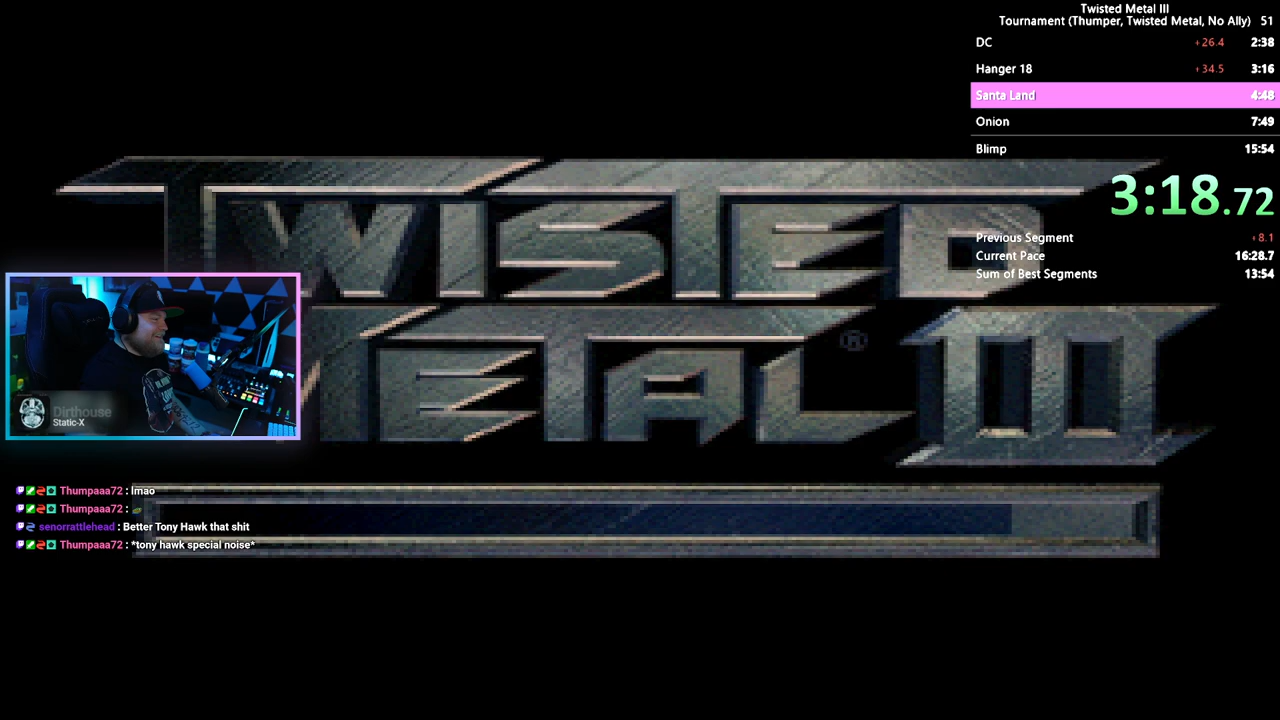 Twisted Metal III
Tournament (Thumper, Twisted Metal, No Ally) 51
DC +26.4 2:38
Hanger 18 +34.5 3:16
Santa Land 4:48
Onion 7:49
Blimp 15:54
3:18.72
Previous Segment +8.1
Current Pace 16:28.7
Sum of Best Segments 13:54
TWISTED
METAL ® III
Dirthouse
Static-X
Thumpaaa72 : lmao
Thumpaaa72 :
senorrattlehead : Better Tony Hawk that shit
Thumpaaa72 : *tony hawk special noise*